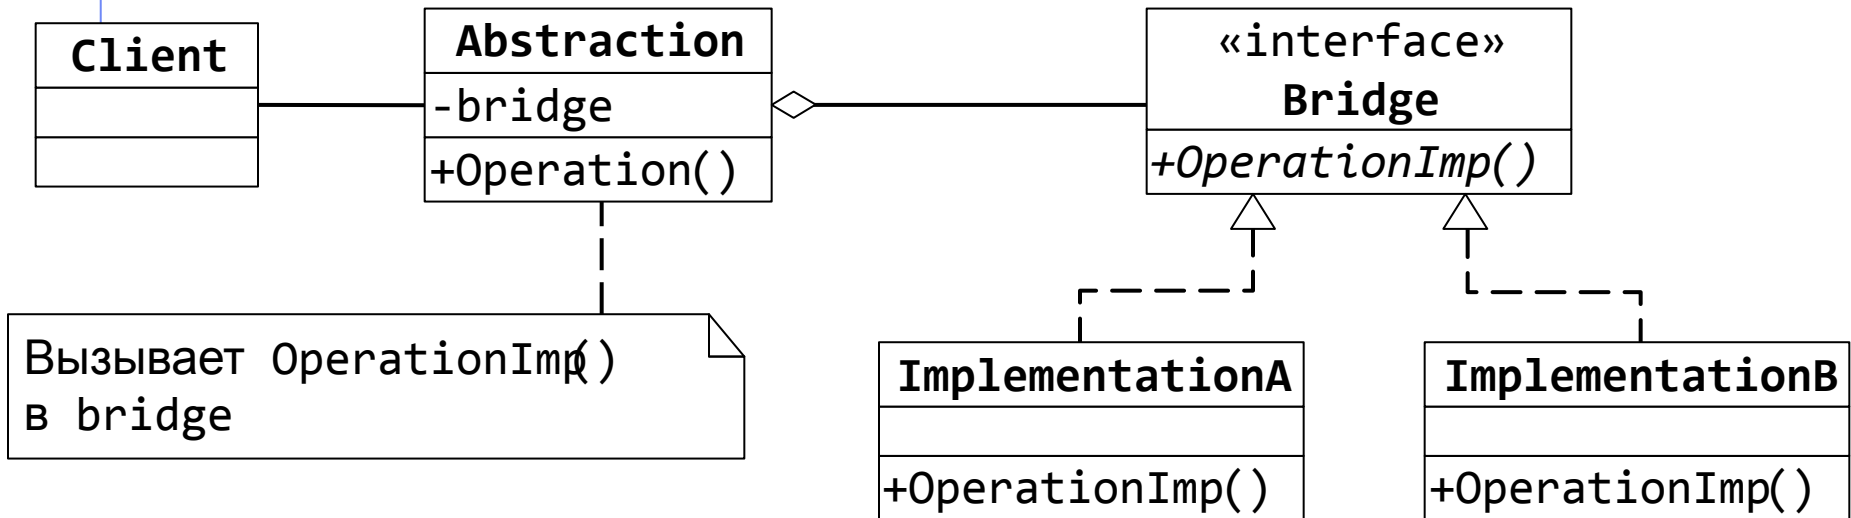 Client
Abstraction
-bridge
+Operation()
«interface»
Bridge
+OperationImp()
Вызывает OperationImp()
в bridge
ImplementationA
+OperationImp()
ImplementationB
+OperationImp()